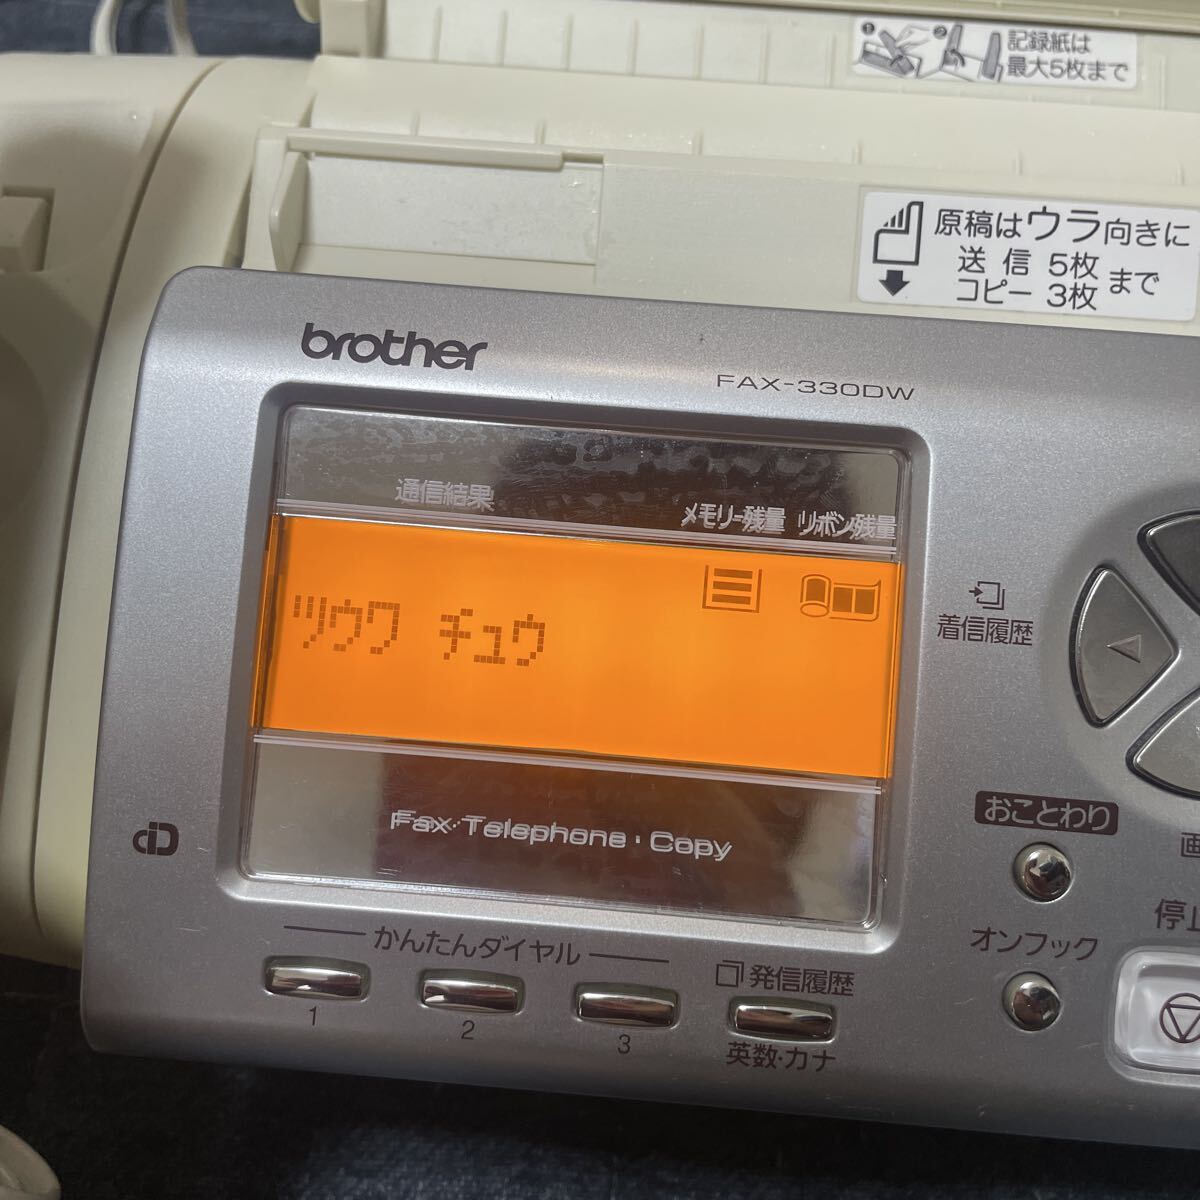 ❶ ❷ 記録紙は
最大5枚まで
原稿はウラ向きに
送信 5枚
コピー 3枚
まで
brother
FAX-330DW
通信結果
メモリー残量 リボン残量
ツウワ チュウ
着信履歴
Fax・Telephone・Copy
おことわり
オンフック
停止
かんたんダイヤル
発信履歴
1
2
3
英数・カナ